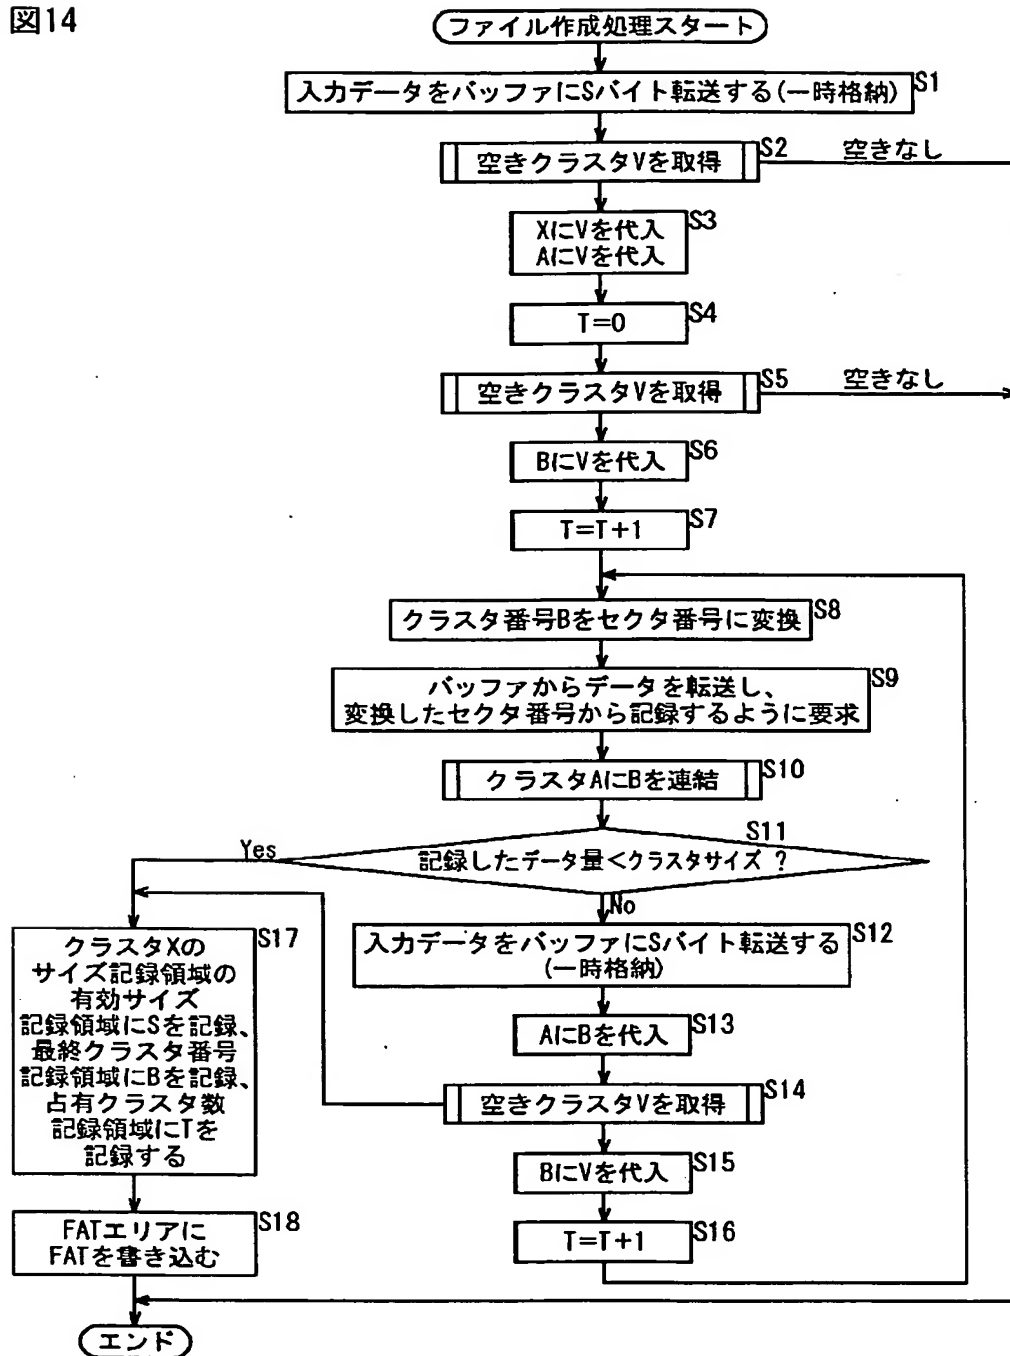 図14
ファイル作成処理スタート
入力データをバッファにSバイト転送する(一時格納)
S1
空きクラスタVを取得
S2
空きなし
XにVを代入
AにVを代入
S3
T=0
S4
空きクラスタVを取得
S5
空きなし
BにVを代入
S6
T=T+1
S7
クラスタ番号Bをセクタ番号に変換
S8
バッファからデータを転送し、
変換したセクタ番号から記録するように要求
S9
クラスタAにBを連結
S10
S11
記録したデータ量<クラスタサイズ ?
Yes
No
入力データをバッファにSバイト転送する
(一時格納)
S12
AにBを代入
S13
空きクラスタVを取得
S14
BにVを代入
S15
T=T+1
S16
クラスタXの
サイズ記録領域の
有効サイズ
記録領域にSを記録、
最終クラスタ番号
記録領域にBを記録、
占有クラスタ数
記録領域にTを
記録する
S17
FATエリアに
FATを書き込む
S18
エンド